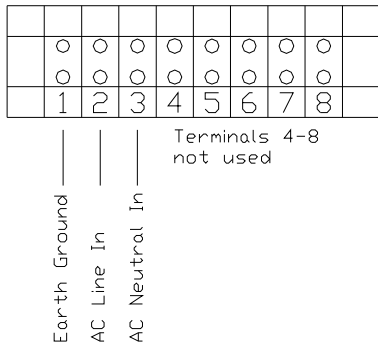 1 2 3 4 5 6 7 8
Terminals 4-8
not used
Earth Ground
AC Line In
AC Neutral In